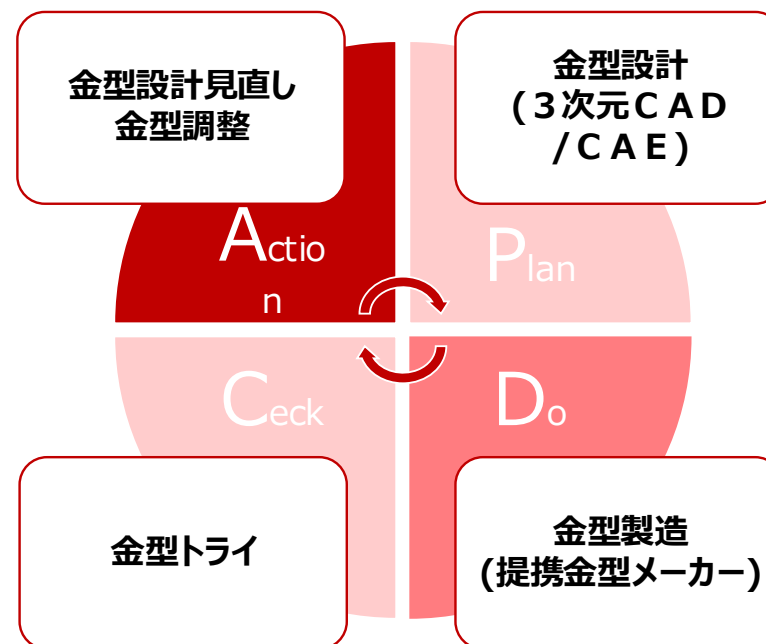 金型設計見直し
金型調整
金型設計
(３次元ＣＡＤ
/ＣＡＥ)
Actio
n
Plan
Ceck
Do
金型トライ
金型製造
(提携金型メーカー)